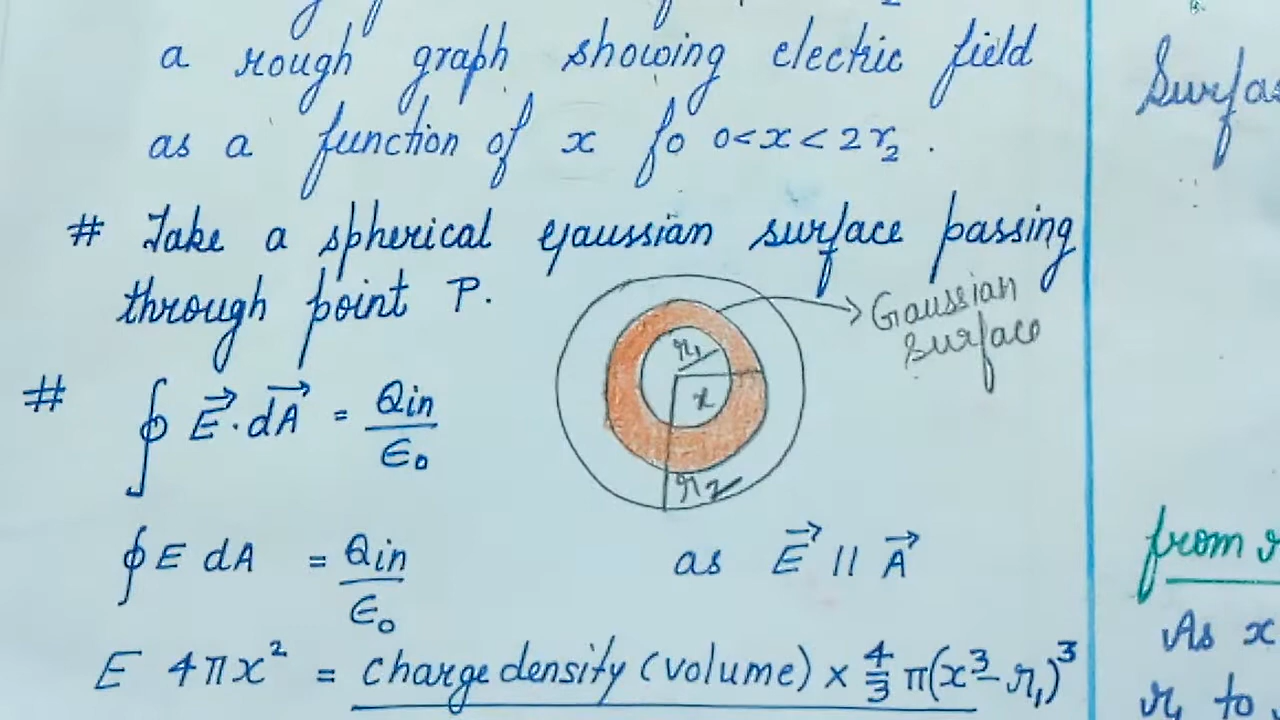 a rough graph showing electric field
as a function of x fo 0<x<2r₂ .
# Take a spherical gaussian surface passing
through point P.
Gaussian
surface
r₁
x
r₂
# ∮ E⃗ . dA⃗ = Qin/ϵ₀
∮ E dA = Qin/ϵ₀ as E⃗ || A⃗
E 4πx² = charge density (volume) × 4/3 π(x³-r₁)³
from
As x
r₁ to